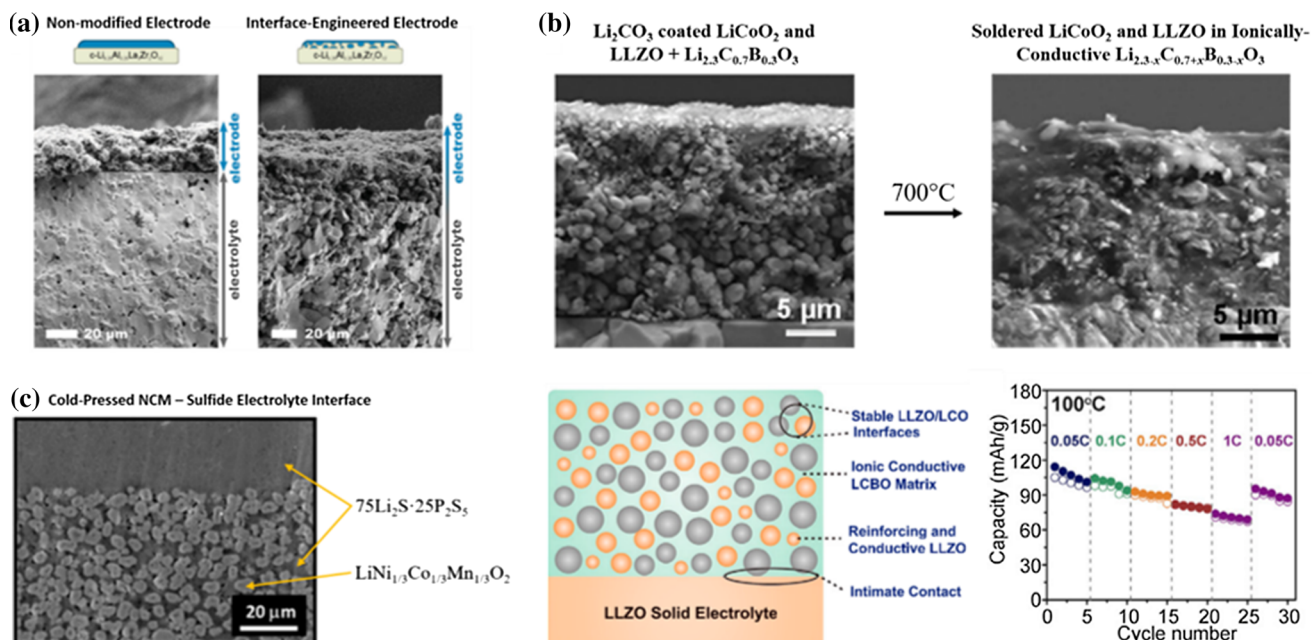 (a)
Non-modified Electrode
Interface-Engineered Electrode
electrode
electrolyte
20 µm
electrode
electrolyte
20 µm
(b)
Li₂CO₃ coated LiCoO₂ and
LLZO + Li₂.₃C₀.₇B₀.₃O₃
700°C
Soldered LiCoO₂ and LLZO in Ionically-
Conductive Li₂.₃₋ₓC₀.₇₊ₓB₀.₃₋ₓO₃
5 µm
5 µm
(c)
Cold-Pressed NCM – Sulfide Electrolyte Interface
75Li₂S·25P₂S₅
LiNi₁/₃Co₁/₃Mn₁/₃O₂
20 µm
Stable LLZO/LCO
Interfaces
Ionic Conductive
LCBO Matrix
Reinforcing and
Conductive LLZO
Intimate Contact
LLZO Solid Electrolyte
Capacity (mAh/g)
180
150
120
90
60
30
0
100°C
0.05C
0.1C
0.2C
0.5C
1C
0.05C
0 5 10 15 20 25 30
Cycle number